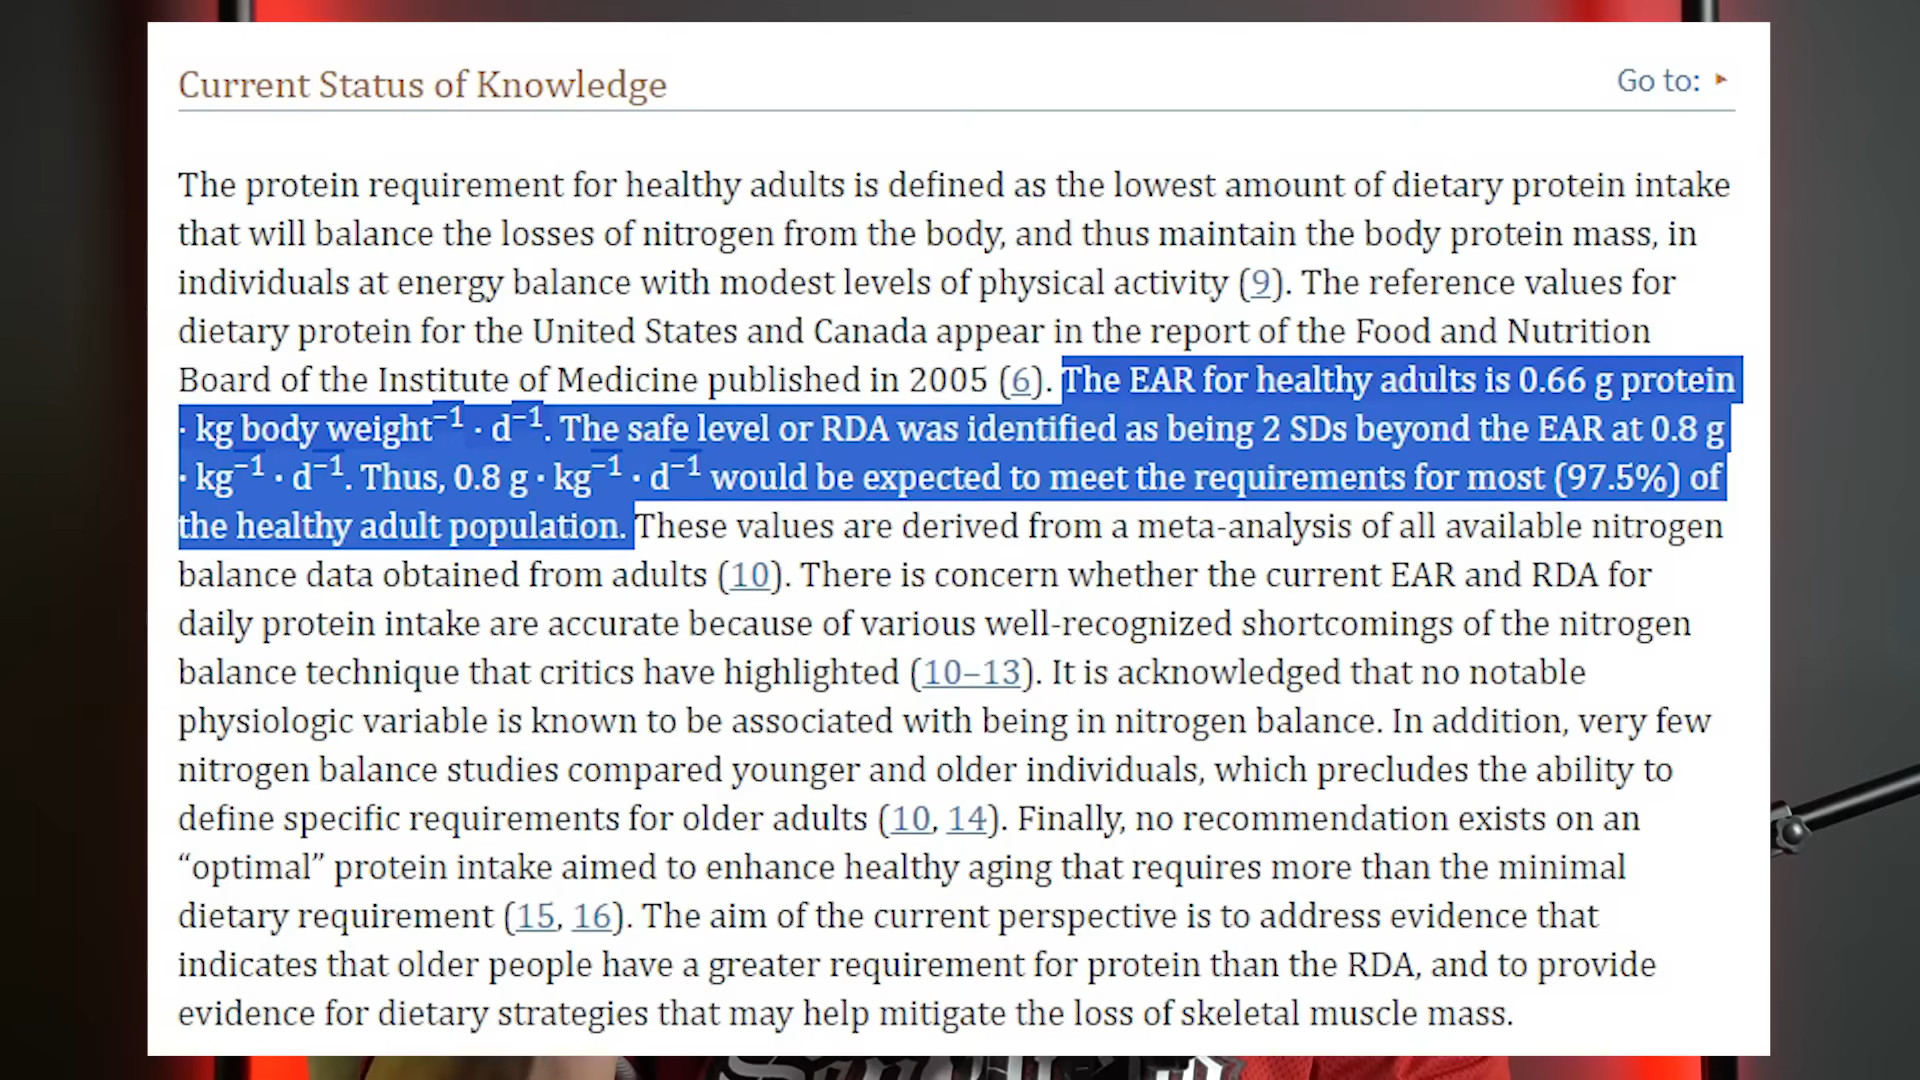 Current Status of Knowledge
Go to: ▸
The protein requirement for healthy adults is defined as the lowest amount of dietary protein intake
that will balance the losses of nitrogen from the body, and thus maintain the body protein mass, in
individuals at energy balance with modest levels of physical activity (9). The reference values for
dietary protein for the United States and Canada appear in the report of the Food and Nutrition
Board of the Institute of Medicine published in 2005 (6). The EAR for healthy adults is 0.66 g protein
· kg body weight⁻¹ · d⁻¹. The safe level or RDA was identified as being 2 SDs beyond the EAR at 0.8 g
· kg⁻¹ · d⁻¹. Thus, 0.8 g · kg⁻¹ · d⁻¹ would be expected to meet the requirements for most (97.5%) of
the healthy adult population. These values are derived from a meta-analysis of all available nitrogen
balance data obtained from adults (10). There is concern whether the current EAR and RDA for
daily protein intake are accurate because of various well-recognized shortcomings of the nitrogen
balance technique that critics have highlighted (10–13). It is acknowledged that no notable
physiologic variable is known to be associated with being in nitrogen balance. In addition, very few
nitrogen balance studies compared younger and older individuals, which precludes the ability to
define specific requirements for older adults (10, 14). Finally, no recommendation exists on an
“optimal” protein intake aimed to enhance healthy aging that requires more than the minimal
dietary requirement (15, 16). The aim of the current perspective is to address evidence that
indicates that older people have a greater requirement for protein than the RDA, and to provide
evidence for dietary strategies that may help mitigate the loss of skeletal muscle mass.